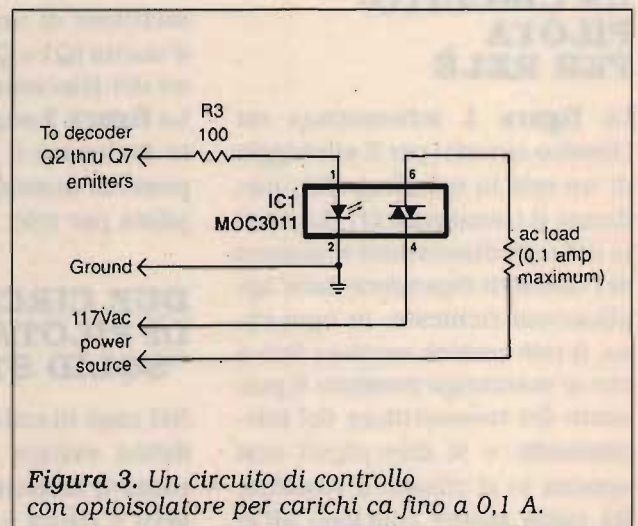 R3
100
To decoder
Q2 thru Q7
emitters
1
6
IC1
MOC3011
2
4
ac load
(0.1 amp
maximum)
Ground
117Vac
power
source
Figura 3. Un circuito di controllo
con optoisolatore per carichi ca fino a 0,1 A.